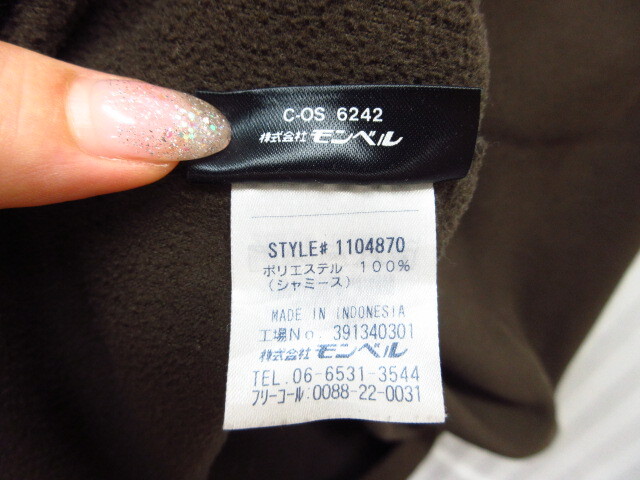 C-OS 6242
株式会社 モンベル
STYLE# 1104870
ポリエステル 100%
(シャミース)
MADE IN INDONESIA
工場No. 391340301
株式会社 モンベル
TEL. 06-6531-3544
フリーコール:0088-22-0031